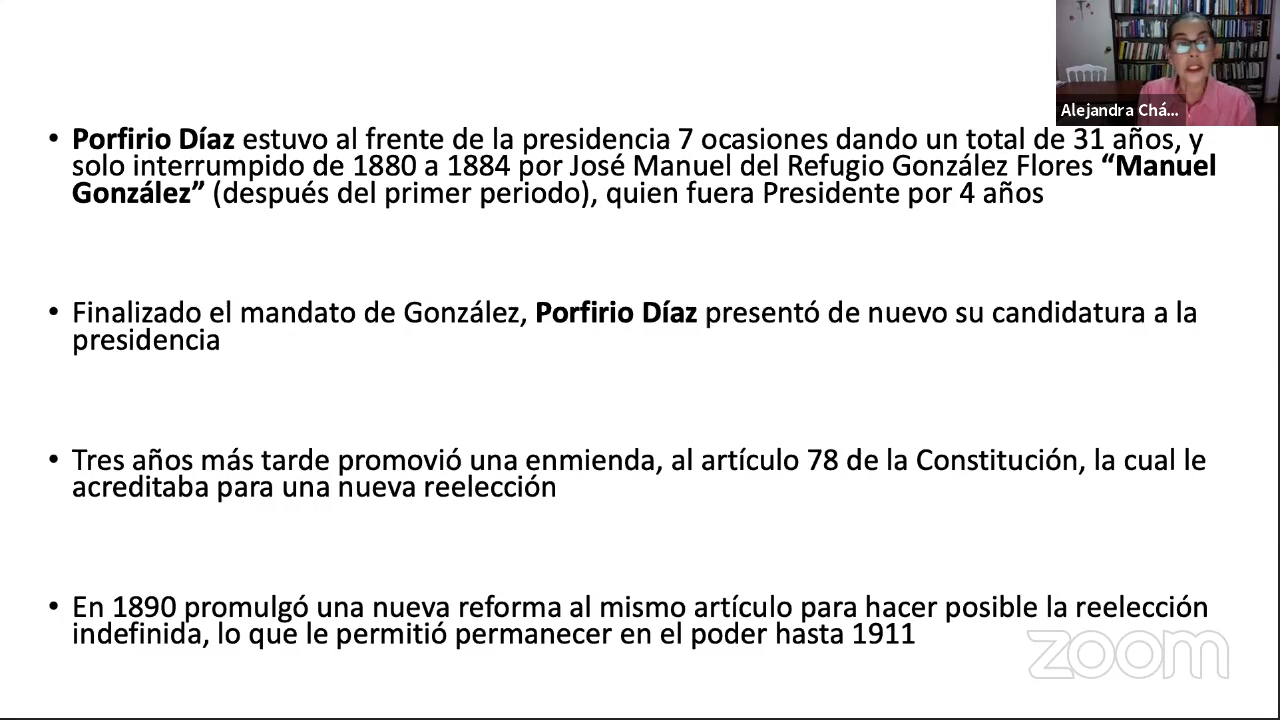 Alejandra Chá...
• Porfirio Díaz estuvo al frente de la presidencia 7 ocasiones dando un total de 31 años, y
solo interrumpido de 1880 a 1884 por José Manuel del Refugio González Flores “Manuel
González” (después del primer periodo), quien fuera Presidente por 4 años
• Finalizado el mandato de González, Porfirio Díaz presentó de nuevo su candidatura a la
presidencia
• Tres años más tarde promovió una enmienda, al artículo 78 de la Constitución, la cual le
acreditaba para una nueva reelección
• En 1890 promulgó una nueva reforma al mismo artículo para hacer posible la reelección
indefinida, lo que le permitió permanecer en el poder hasta 1911
zoom